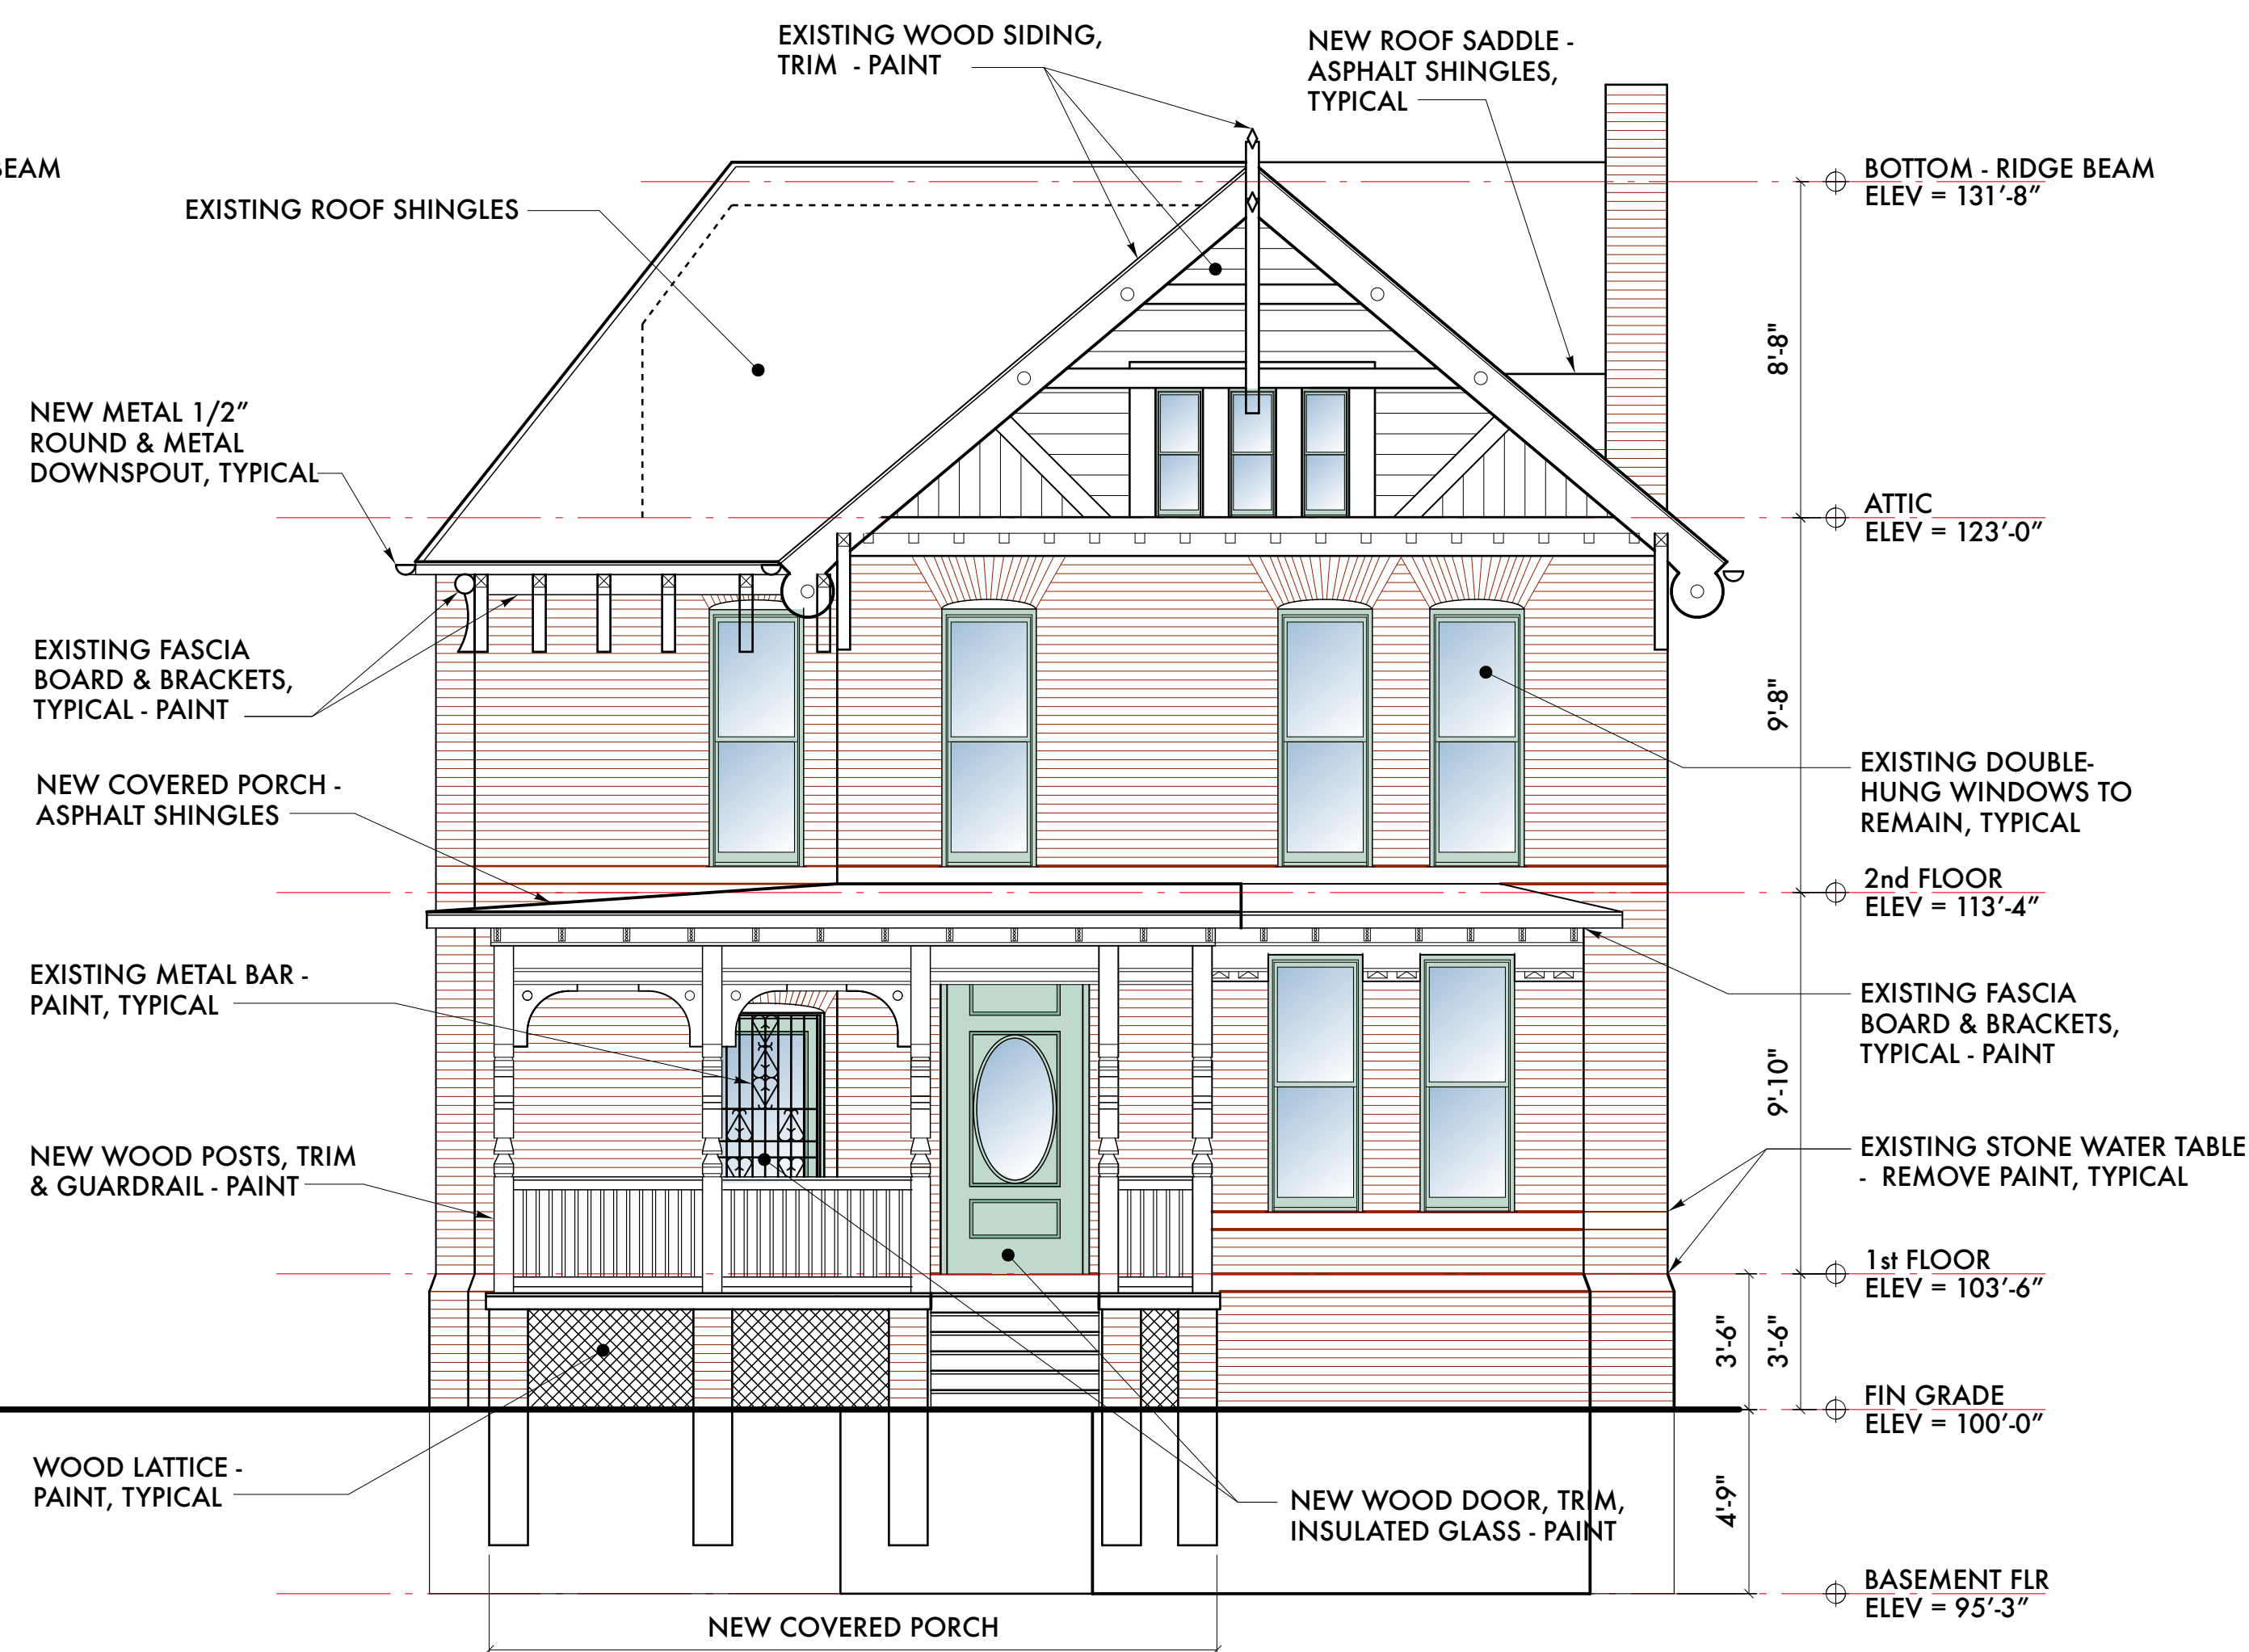 EXISTING WOOD SIDING,
TRIM - PAINT
NEW ROOF SADDLE -
ASPHALT SHINGLES,
TYPICAL
BEAM
EXISTING ROOF SHINGLES
BOTTOM - RIDGE BEAM
ELEV = 131'-8"
8'-8"
NEW METAL 1/2"
ROUND & METAL
DOWNSPOUT, TYPICAL
ATTIC
ELEV = 123'-0"
EXISTING FASCIA
BOARD & BRACKETS,
TYPICAL - PAINT
9'-8"
EXISTING DOUBLE-
HUNG WINDOWS TO
REMAIN, TYPICAL
NEW COVERED PORCH -
ASPHALT SHINGLES
2nd FLOOR
ELEV = 113'-4"
EXISTING METAL BAR -
PAINT, TYPICAL
EXISTING FASCIA
BOARD & BRACKETS,
TYPICAL - PAINT
9'-10"
NEW WOOD POSTS, TRIM
& GUARDRAIL - PAINT
EXISTING STONE WATER TABLE
- REMOVE PAINT, TYPICAL
1st FLOOR
ELEV = 103'-6"
3'-6"
3'-6"
FIN GRADE
ELEV = 100'-0"
WOOD LATTICE -
PAINT, TYPICAL
NEW WOOD DOOR, TRIM,
INSULATED GLASS - PAINT
4'-9"
BASEMENT FLR
ELEV = 95'-3"
NEW COVERED PORCH